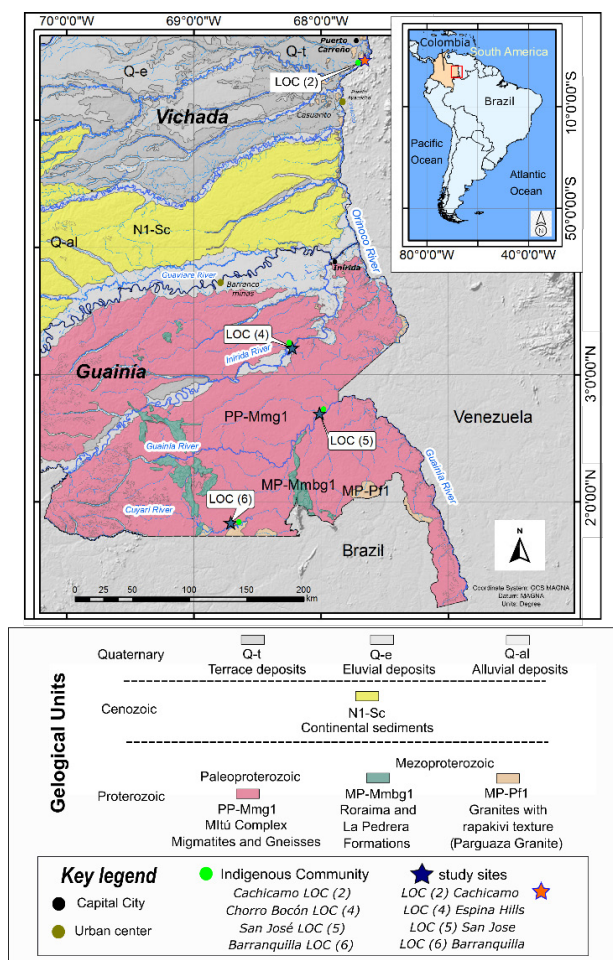 70°0'0"W 69°0'0"W 68°0'0"W
Puerto
Carreño
Q-t
Q-e
LOC (2)
Vichada
Casuarito
N1-Sc
Q-al
Orinoco River
Guaviare River
Barranco
minas
Inirida
LOC (4)
Inirida River
Guainía
PP-Mmg1
LOC (5)
Venezuela
Guainía River
MP-Mmbg1
MP-Pf1
Guainía River
LOC (6)
Cuyarí River
Brazil
3°0'0"N
2°0'0"N
N
0 25 50 100 150 200
km
Coordinate System: GCS MAGNA
Datum: MAGNA
Units: Degree
Colombia
South America
Brazil
Pacific
Ocean
Atlantic
Ocean
10°0'0"S
50°0'0"S
80°0'0"W 40°0'0"W
N
Gelogical Units
Quaternary
Q-t Q-e Q-al
Terrace deposits Eluvial deposits Alluvial deposits
Cenozoic
N1-Sc
Continental sediments
Mezoproterozoic
Paleoproterozoic
Proterozoic
PP-Mmg1 MP-Mmbg1 MP-Pf1
MItú Complex Roraima and Granites with
Migmatites and Gneisses La Pedrera rapakivi texture
Formations (Parguaza Granite)
Key legend
Indigenous Community study sites
Cachicamo LOC (2) LOC (2) Cachicamo
Capital City
Chorro Bocón LOC (4) LOC (4) Espina Hills
Urban center
San José LOC (5) LOC (5) San Jose
Barranquilla LOC (6) LOC (6) Barranquilla